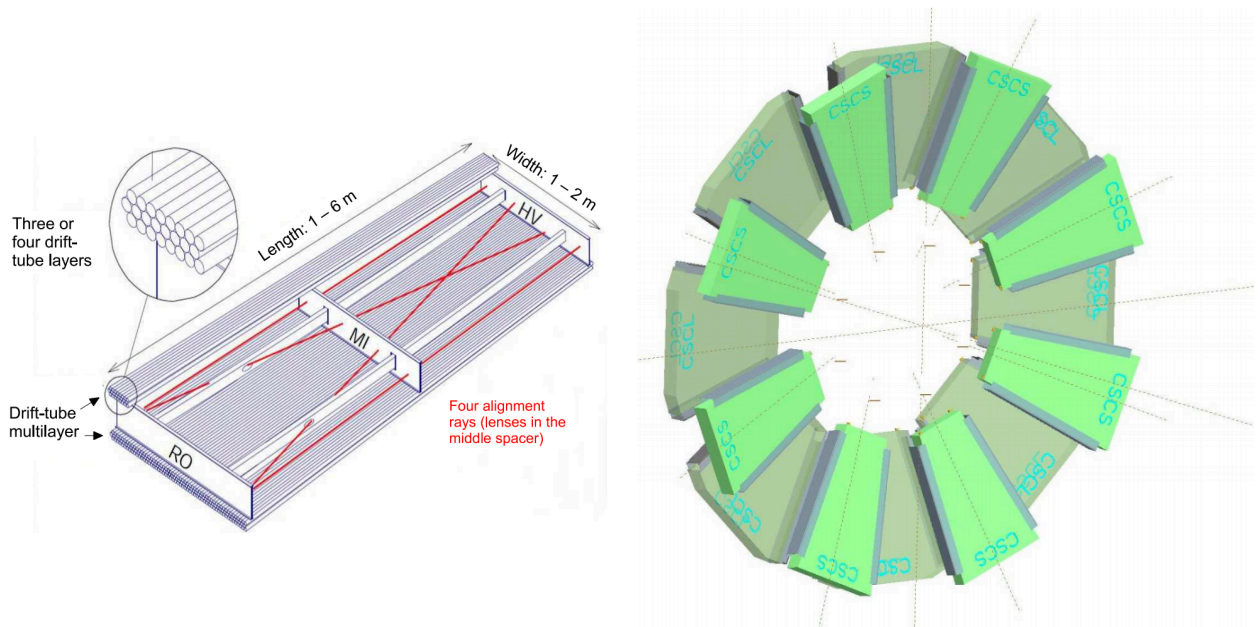 Three or
four drift-
tube layers
Length: 1 – 6 m
Width: 1 – 2 m
HV
MI
RO
Drift-tube
multilayer
Four alignment
rays (lenses in the
middle spacer)
CSCL
CSCS
CSCS
CSCL
CSCS
CSCS
CSCL
CSCL
CSCS
CSCS
CSCL
CSCL
CSCS
CSCS